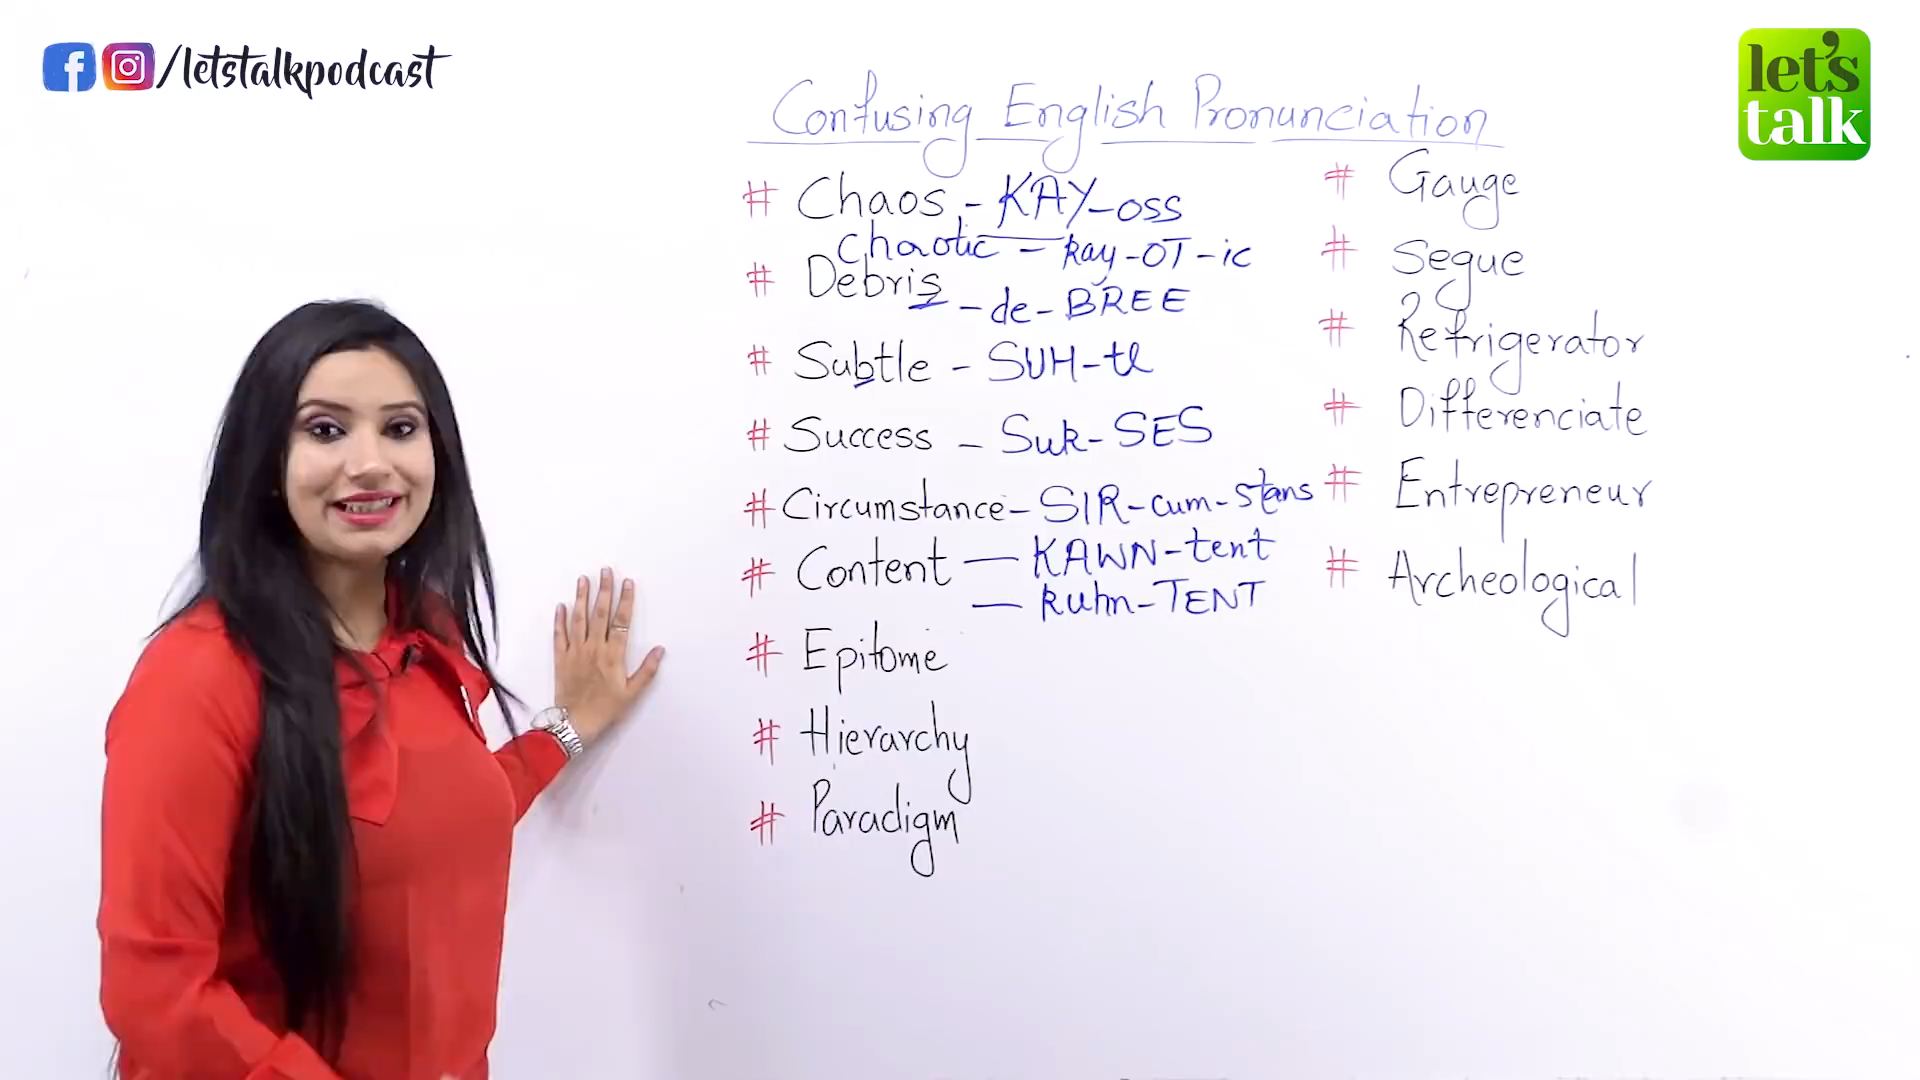 /letstalkpodcast
let's
talk
Confusing English Pronunciation
# Chaos - KAY-oss
Chaotic - kay-OT-ic
# Debris - de-BREE
# Subtle - SUH-tl
# Success - Suk-SES
# Circumstance - SIR-cum-stans
# Content - KAWN-tent
- kuhn-TENT
# Epitome
# Hierarchy
# Paradigm
# Gauge
# Segue
# Refrigerator
# Differenciate
# Entrepreneur
# Archeological